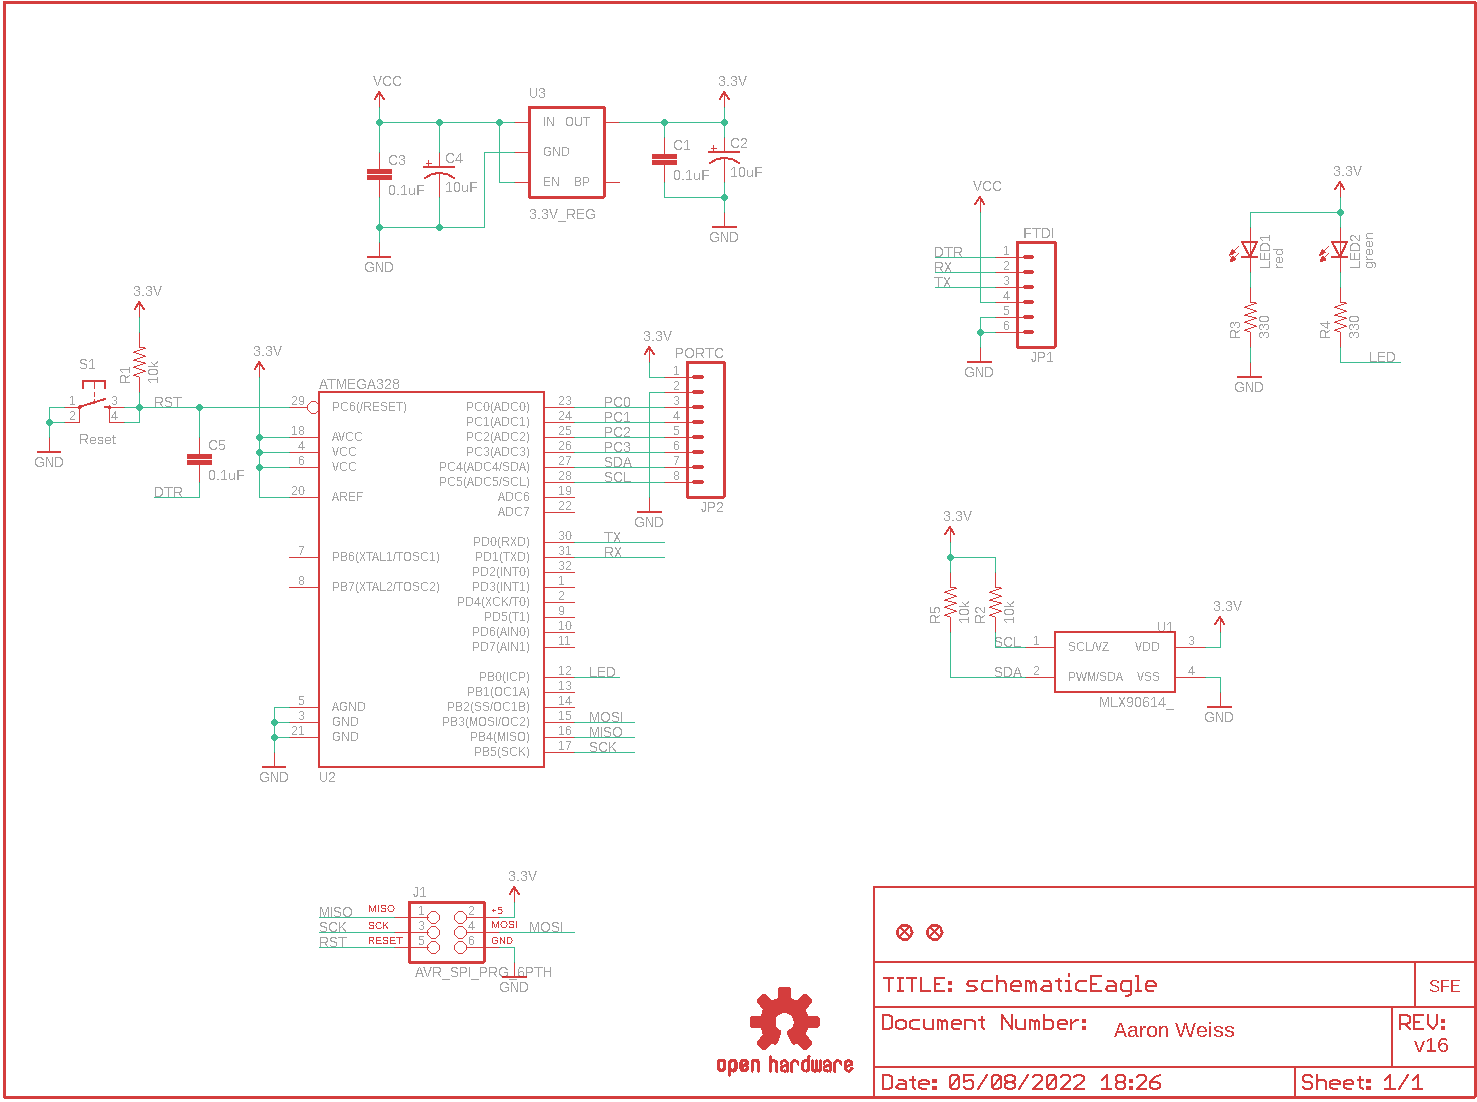 VCC
C3
0.1uF
C4
10uF
GND
U3
IN OUT
GND
EN BP
3.3V_REG
3.3V
C1
0.1uF
C2
10uF
GND
VCC
FTDI
DTR 1
RX 2
TX 3
4
5
6
JP1
GND
3.3V
LED1
red
LED2
green
R3
330
R4
330
LED
GND
3.3V
R1
10k
S1
1 3
2 4
Reset
GND
RST
C5
0.1uF
DTR
3.3V
ATMEGA328
29 PC6(/RESET)
18 AVCC
4 VCC
6 VCC
20 AREF
7 PB6(XTAL1/TOSC1)
8 PB7(XTAL2/TOSC2)
5 AGND
3 GND
21 GND
GND
U2
PC0(ADC0) 23 PC0
PC1(ADC1) 24 PC1
PC2(ADC2) 25 PC2
PC3(ADC3) 26 PC3
PC4(ADC4/SDA) 27 SDA
PC5(ADC5/SCL) 28 SCL
ADC6 19
ADC7 22
PD0(RXD) 30 TX
PD1(TXD) 31 RX
PD2(INT0) 32
PD3(INT1) 1
PD4(XCK/T0) 2
PD5(T1) 9
PD6(AIN0) 10
PD7(AIN1) 11
PB0(ICP) 12 LED
PB1(OC1A) 13
PB2(SS/OC1B) 14
PB3(MOSI/OC2) 15 MOSI
PB4(MISO) 16 MISO
PB5(SCK) 17 SCK
3.3V
PORTC
1
2
3
4
5
6
7
8
JP2
GND
3.3V
R5
10k
R2
10k
SCL 1 SCL/VZ VDD 3
SDA 2 PWM/SDA VSS 4
U1
MLX90614_
3.3V
GND
J1
3.3V
MISO MISO 1 2 +5
SCK SCK 3 4 MOSI MOSI
RST RESET 5 6 GND
AVR_SPI_PRG_6PTH
GND
open hardware
TITLE: schematicEagle
SFE
Document Number: Aaron Weiss
REV:
v16
Date: 05/08/2022 18:26
Sheet: 1/1